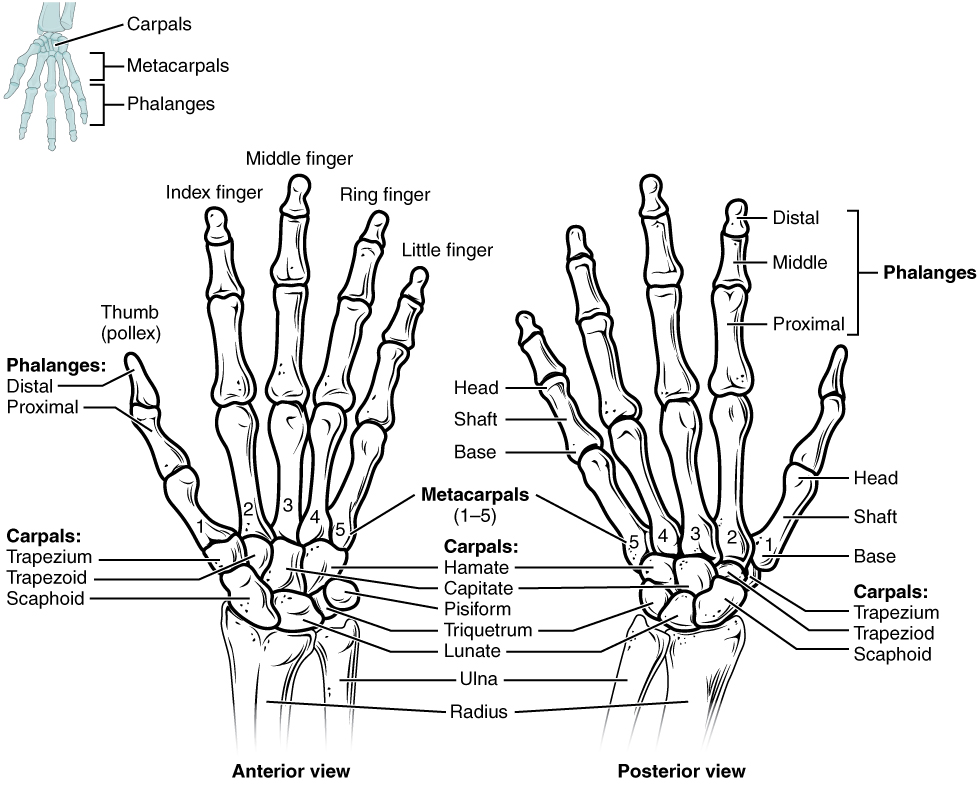 Carpals
Metacarpals
Phalanges
Middle finger
Index finger
Ring finger
Little finger
Thumb
(pollex)
Phalanges:
Distal
Proximal
Carpals:
Trapezium
Trapezoid
Scaphoid
1
2
3
4
5
Metacarpals
(1–5)
Carpals:
Hamate
Capitate
Pisiform
Triquetrum
Lunate
Ulna
Radius
Anterior view
Distal
Middle
Proximal
Phalanges
Head
Shaft
Base
5
4
3
2
1
Head
Shaft
Base
Carpals:
Trapezium
Trapeziod
Scaphoid
Posterior view